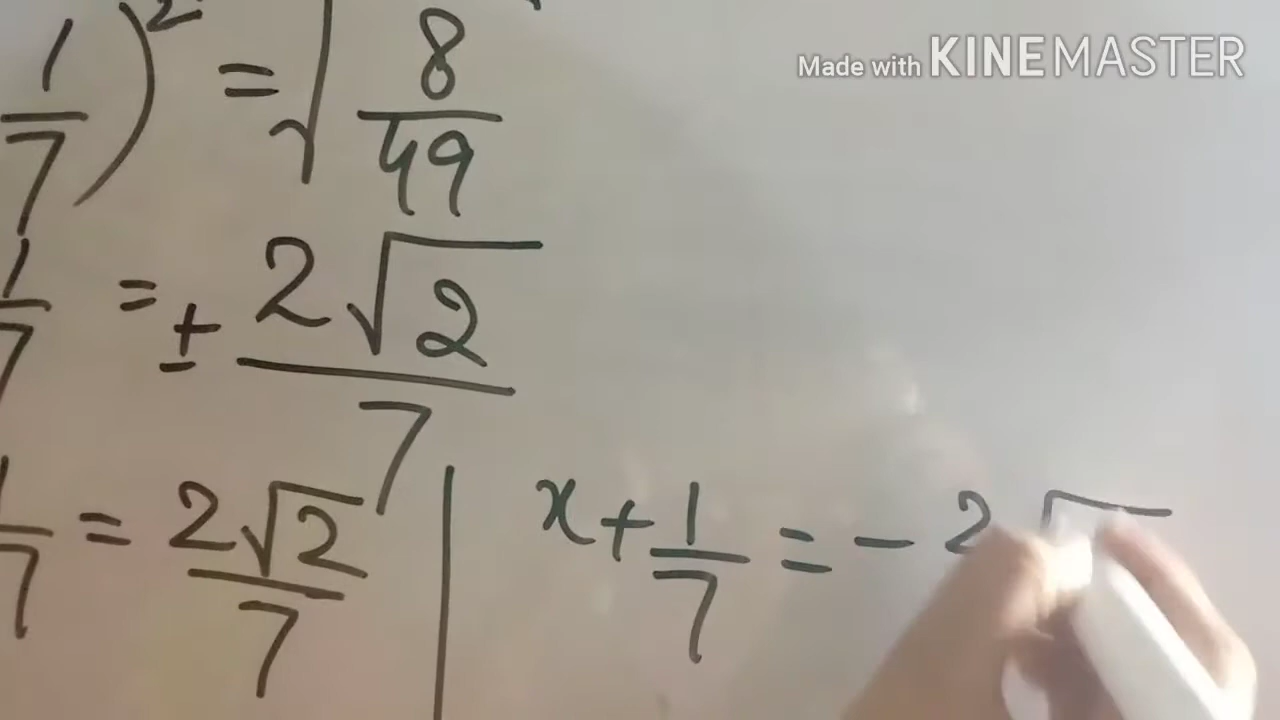 Made with KINEMASTER
1/7)² = √8/49
1/7 = ± 2√2/7
1/7 = 2√2/7 | x + 1/7 = - 2√